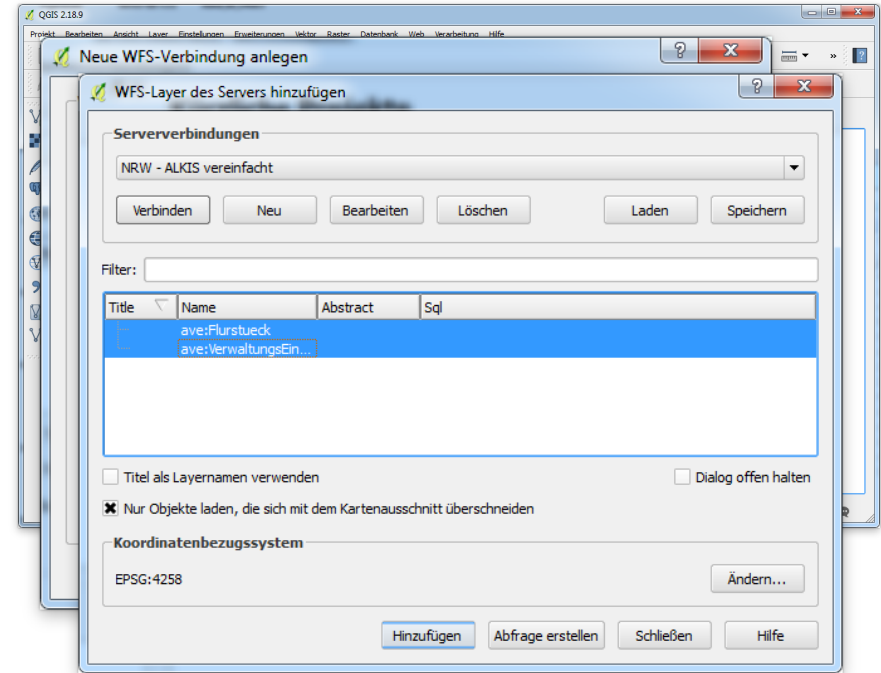 QGIS 2.18.9
Projekt Bearbeiten Ansicht Layer Einstellungen Erweiterungen Vektor Raster Datenbank Web Verarbeitung Hilfe
Neue WFS-Verbindung anlegen
WFS-Layer des Servers hinzufügen
Serververbindungen
NRW - ALKIS vereinfacht
Verbinden Neu Bearbeiten Löschen Laden Speichern
Filter:
Title Name Abstract Sql
ave:Flurstueck
ave:VerwaltungsEin...
Titel als Layernamen verwenden Dialog offen halten
Nur Objekte laden, die sich mit dem Kartenausschnitt überschneiden
Koordinatenbezugssystem
EPSG:4258 Ändern...
Hinzufügen Abfrage erstellen Schließen Hilfe